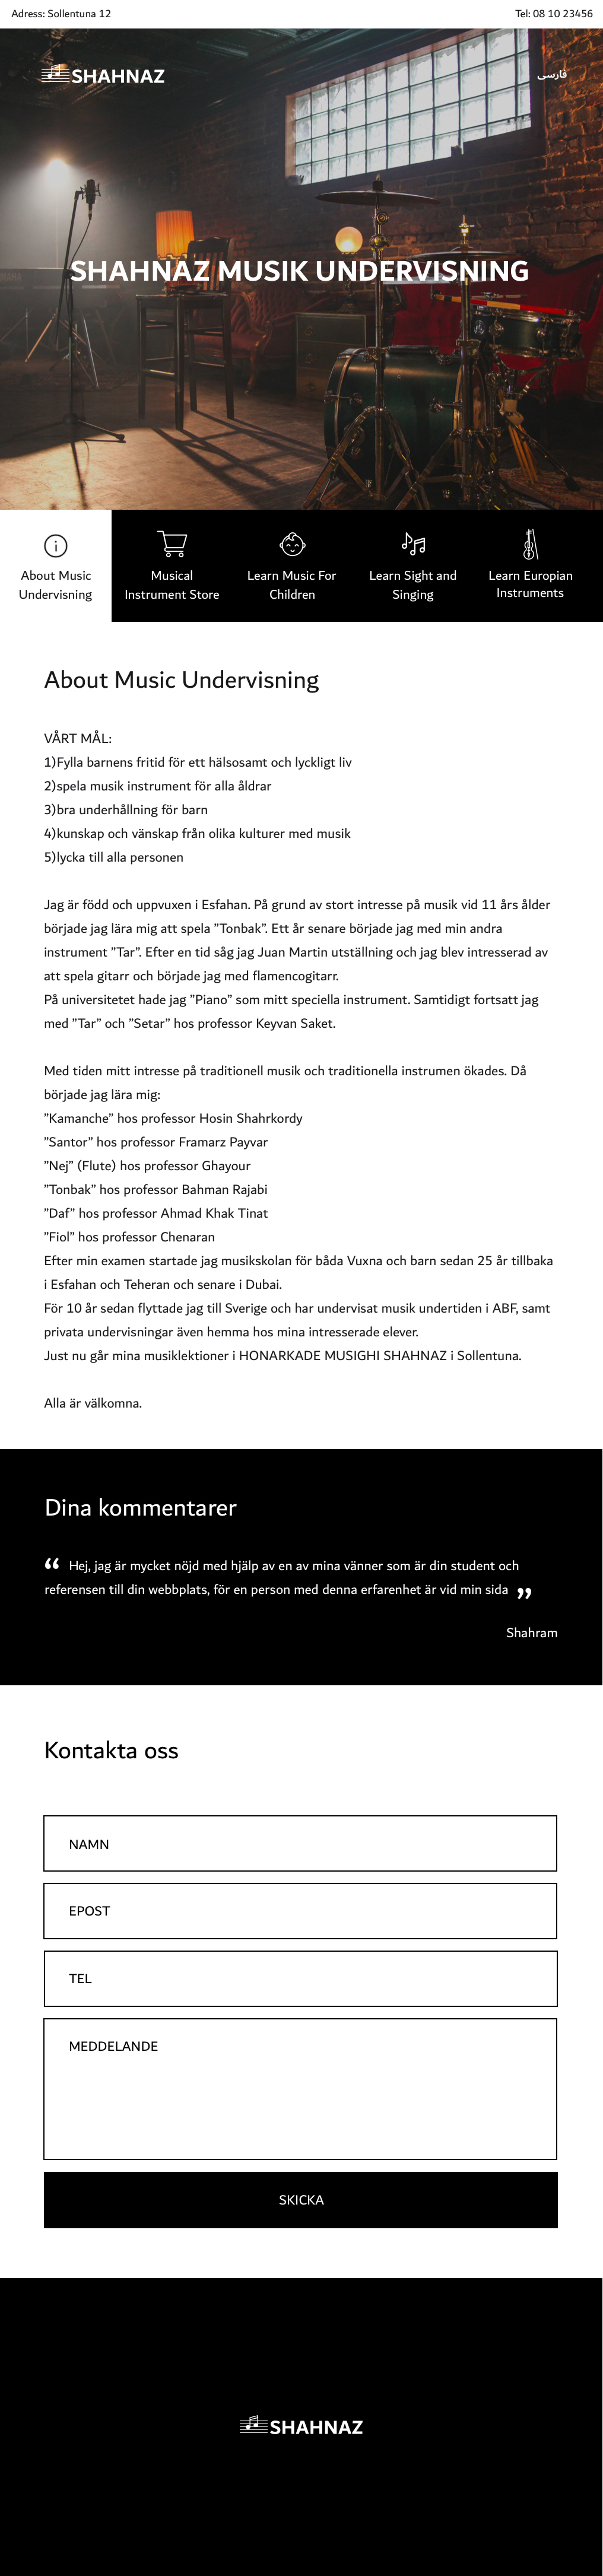 Adress: Sollentuna 12
Tel: 08 10 23456
SHAHNAZ
فارسی
SHAHNAZ MUSIK UNDERVISNING
About Music
Undervisning
Musical
Instrument Store
Learn Music For
Children
Learn Sight and
Singing
Learn Europian
Instruments
About Music Undervisning
VÅRT MÅL:
1)Fylla barnens fritid för ett hälsosamt och lyckligt liv
2)spela musik instrument för alla åldrar
3)bra underhållning för barn
4)kunskap och vänskap från olika kulturer med musik
5)lycka till alla personen
Jag är född och uppvuxen i Esfahan. På grund av stort intresse på musik vid 11 års ålder
började jag lära mig att spela ”Tonbak”. Ett år senare började jag med min andra
instrument ”Tar”. Efter en tid såg jag Juan Martin utställning och jag blev intresserad av
att spela gitarr och började jag med flamencogitarr.
På universitetet hade jag ”Piano” som mitt speciella instrument. Samtidigt fortsatt jag
med ”Tar” och ”Setar” hos professor Keyvan Saket.
Med tiden mitt intresse på traditionell musik och traditionella instrumen ökades. Då
började jag lära mig:
”Kamanche” hos professor Hosin Shahrkordy
”Santor” hos professor Framarz Payvar
”Nej” (Flute) hos professor Ghayour
”Tonbak” hos professor Bahman Rajabi
”Daf” hos professor Ahmad Khak Tinat
”Fiol” hos professor Chenaran
Efter min examen startade jag musikskolan för båda Vuxna och barn sedan 25 år tillbaka
i Esfahan och Teheran och senare i Dubai.
För 10 år sedan flyttade jag till Sverige och har undervisat musik undertiden i ABF, samt
privata undervisningar även hemma hos mina intresserade elever.
Just nu går mina musiklektioner i HONARKADE MUSIGHI SHAHNAZ i Sollentuna.
Alla är välkomna.
Dina kommentarer
“ Hej, jag är mycket nöjd med hjälp av en av mina vänner som är din student och
referensen till din webbplats, för en person med denna erfarenhet är vid min sida ”
Shahram
Kontakta oss
NAMN
EPOST
TEL
MEDDELANDE
SKICKA
SHAHNAZ